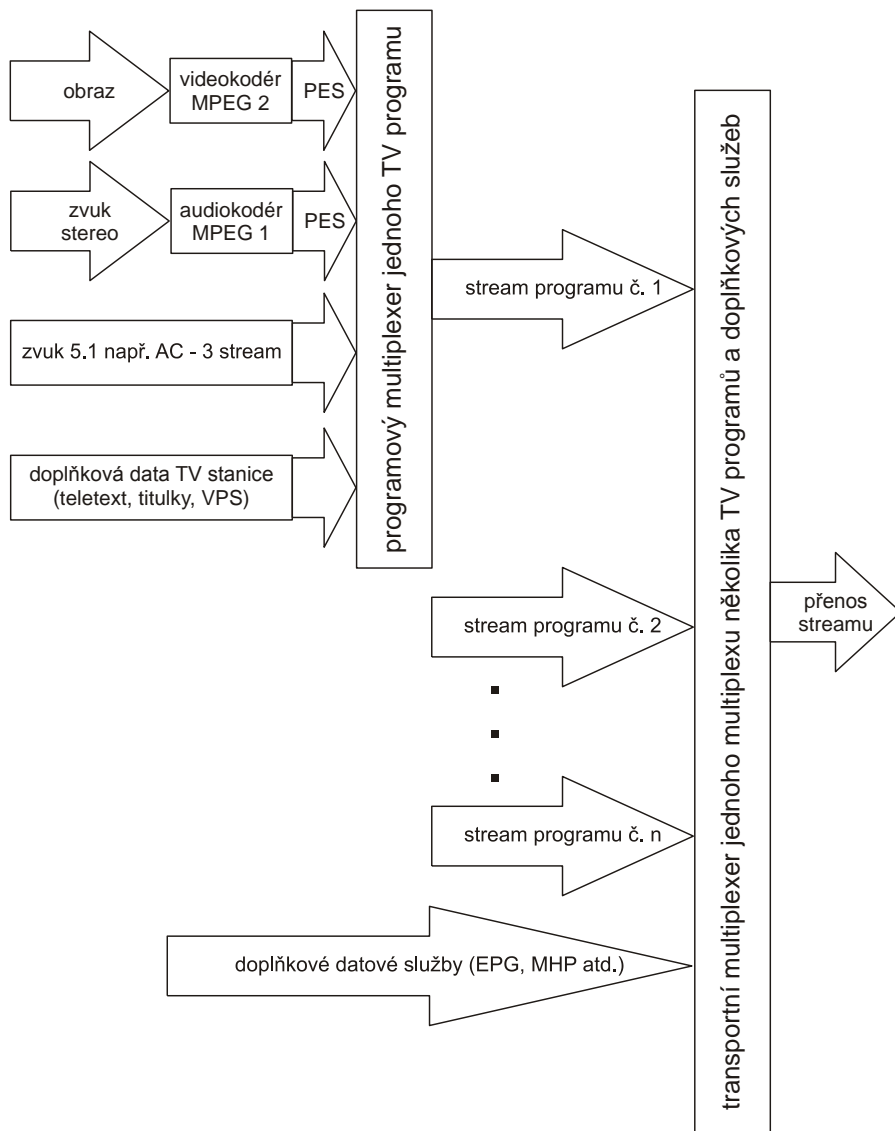 obraz
videokodér
MPEG 2
PES
zvuk
stereo
audiokodér
MPEG 1
PES
zvuk 5.1 např. AC - 3 stream
doplňková data TV stanice
(teletext, titulky, VPS)
programový multiplexer jednoho TV programu
stream programu č. 1
stream programu č. 2
stream programu č. n
doplňkové datové služby (EPG, MHP atd.)
transportní multiplexer jednoho multiplexu několika TV programů a doplňkových služeb
přenos
streamu